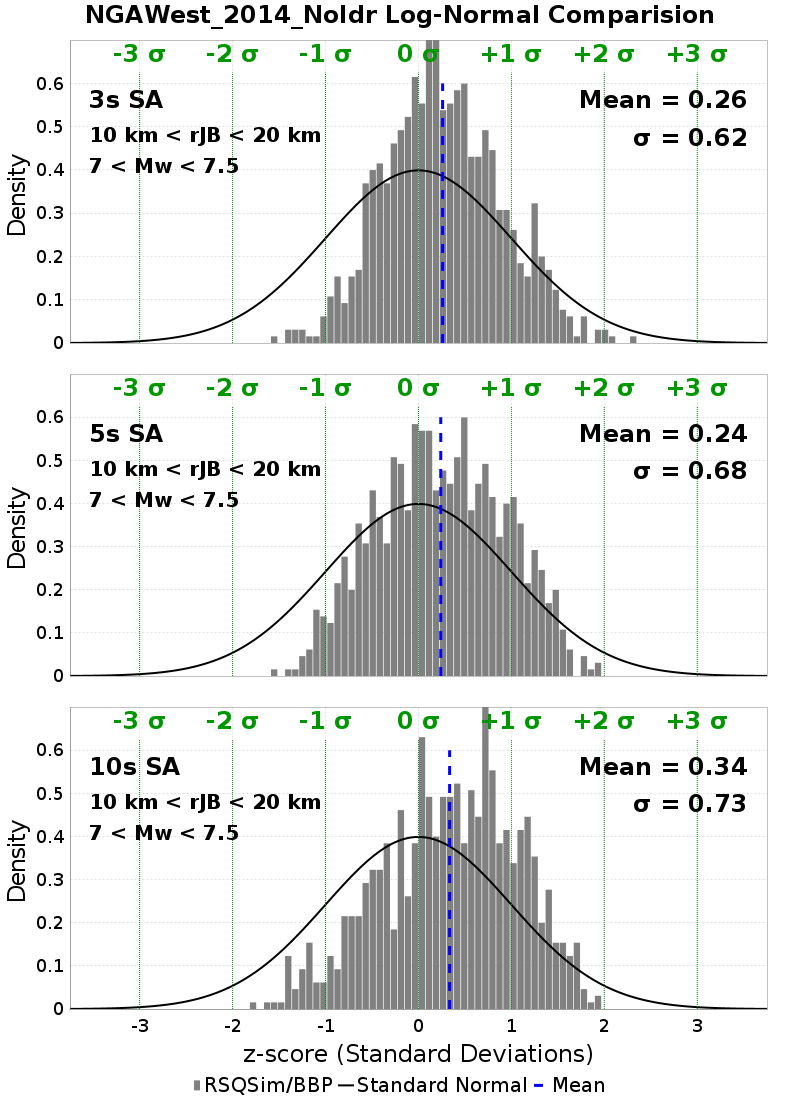 NGAWest_2014_NoIdr Log-Normal Comparision
-3 σ -2 σ -1 σ 0 σ +1 σ +2 σ +3 σ
3s SA
10 km < rJB < 20 km
7 < Mw < 7.5
Mean = 0.26
σ = 0.62
Density
0.6
0.5
0.4
0.3
0.2
0.1
0
-3 σ -2 σ -1 σ 0 σ +1 σ +2 σ +3 σ
5s SA
10 km < rJB < 20 km
7 < Mw < 7.5
Mean = 0.24
σ = 0.68
Density
0.6
0.5
0.4
0.3
0.2
0.1
0
-3 σ -2 σ -1 σ 0 σ +1 σ +2 σ +3 σ
10s SA
10 km < rJB < 20 km
7 < Mw < 7.5
Mean = 0.34
σ = 0.73
Density
0.6
0.5
0.4
0.3
0.2
0.1
0
-3 -2 -1 0 1 2 3
z-score (Standard Deviations)
RSQSim/BBP Standard Normal Mean